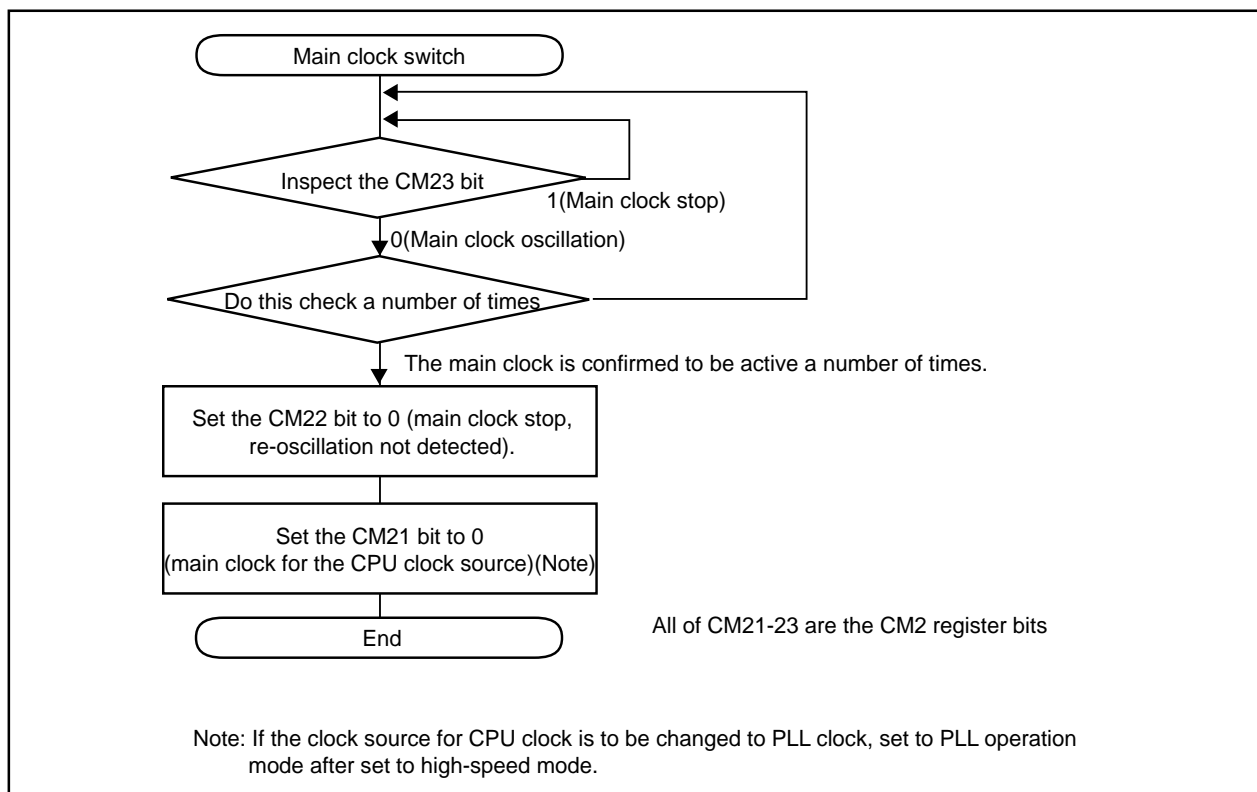 Main clock switch
Inspect the CM23 bit
1(Main clock stop)
0(Main clock oscillation)
Do this check a number of times
The main clock is confirmed to be active a number of times.
Set the CM22 bit to 0 (main clock stop,
re-oscillation not detected).
Set the CM21 bit to 0
(main clock for the CPU clock source)(Note)
All of CM21-23 are the CM2 register bits
End
Note: If the clock source for CPU clock is to be changed to PLL clock, set to PLL operation
mode after set to high-speed mode.